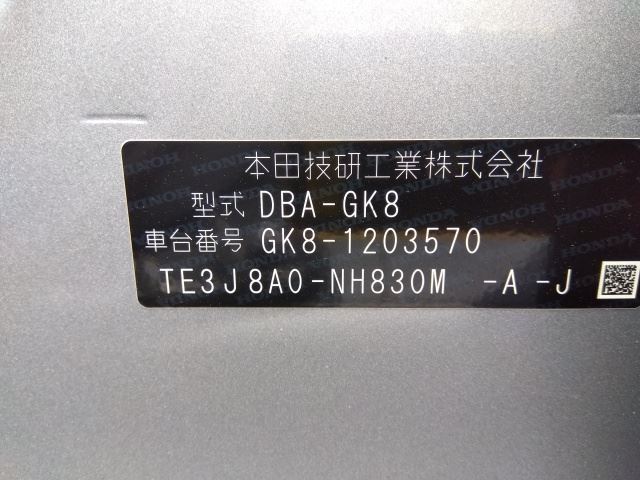 本田技研工業株式会社
型式 DBA-GK8
車台番号 GK8-1203570
TE3J8A0-NH830M -A -J